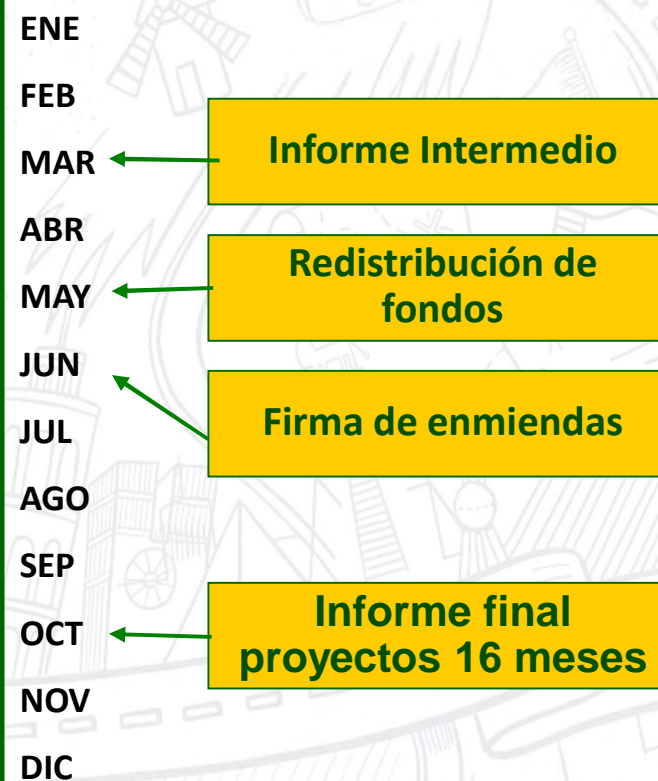 ENE
FEB
MAR
Informe Intermedio
ABR
MAY
Redistribución de
fondos
JUN
JUL
Firma de enmiendas
AGO
SEP
OCT
Informe final
proyectos 16 meses
NOV
DIC